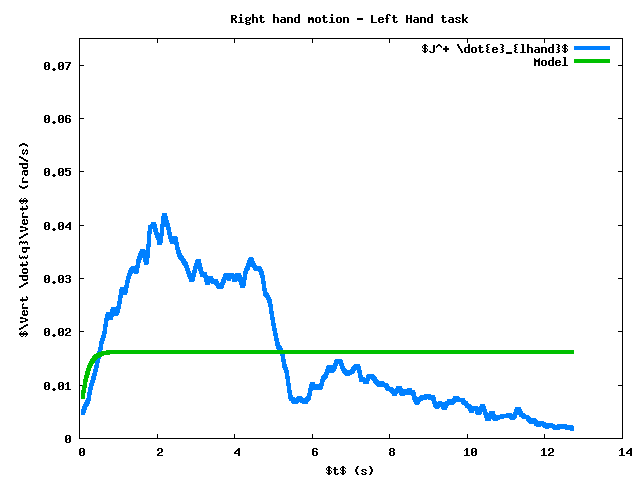 Right hand motion - Left Hand task
$J^+ \dot{e}_{lhand}$
Model
0.07
0.06
0.05
0.04
0.03
0.02
0.01
0
$\Vert \dot{q}\Vert$ (rad/s)
0 2 4 6 8 10 12 14
$t$ (s)